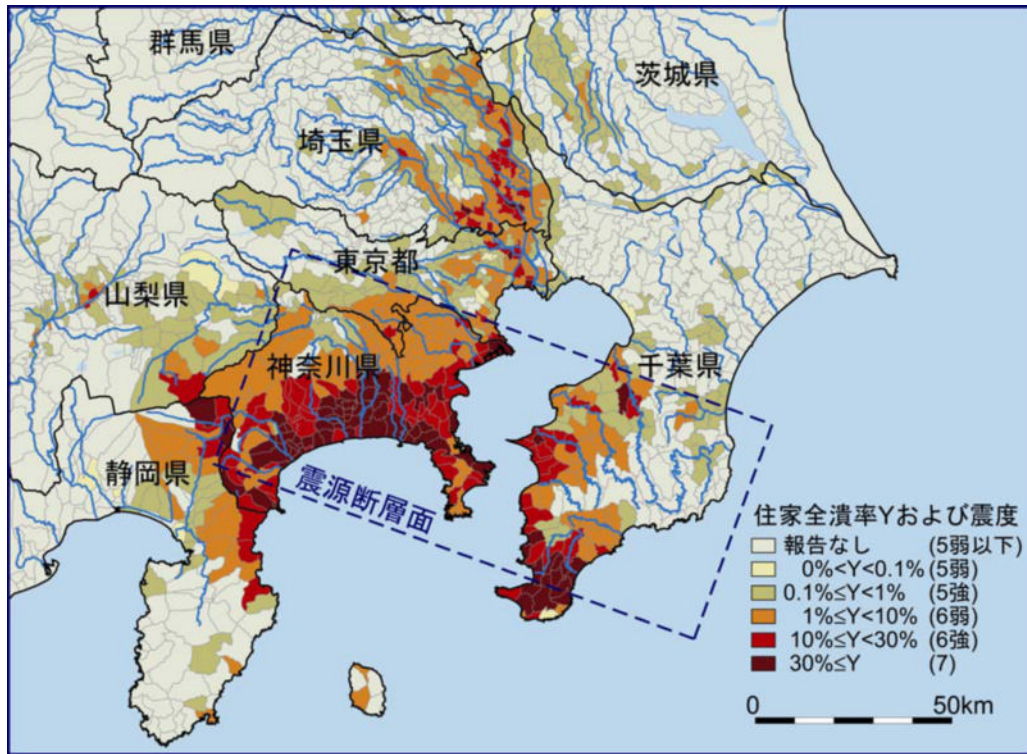 群馬県
茨城県
埼玉県
東京都
山梨県
神奈川県
千葉県
静岡県
震源断層面
住家全潰率Yおよび震度
報告なし (5弱以下)
0%<Y<0.1% (5弱)
0.1%≤Y<1% (5強)
1%≤Y<10% (6弱)
10%≤Y<30% (6強)
30%≤Y (7)
0 50km